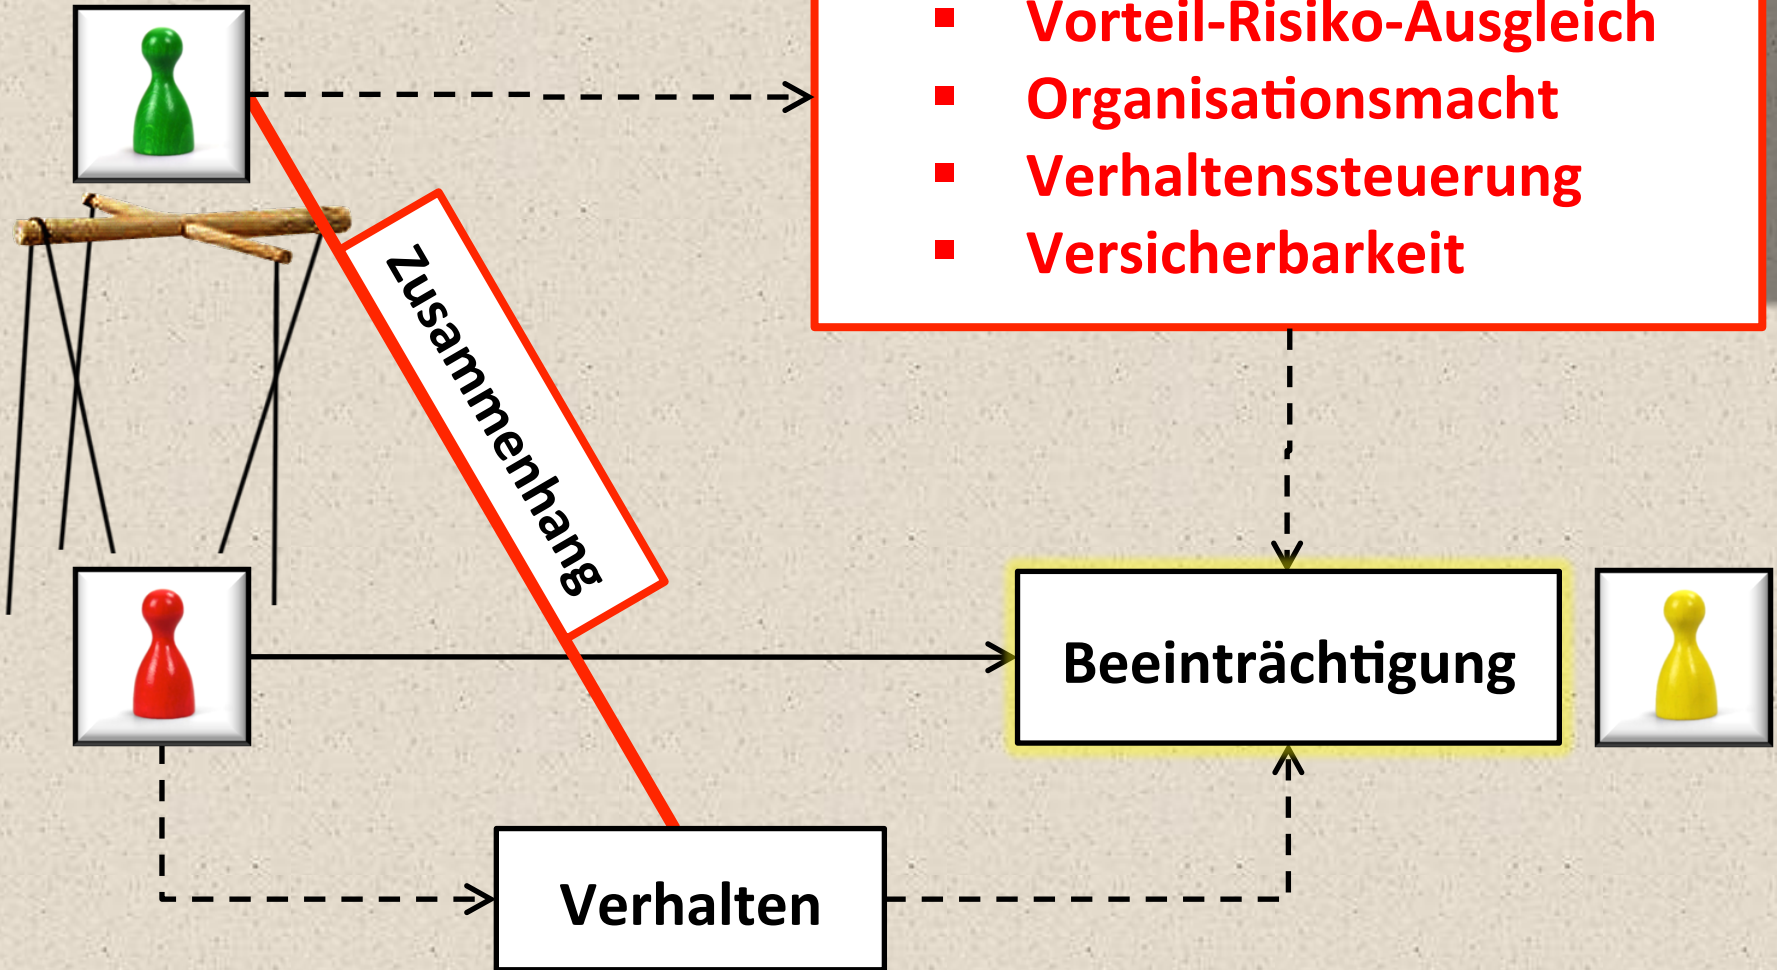 ▪ Vorteil-Risiko-Ausgleich
▪ Organisationsmacht
▪ Verhaltenssteuerung
▪ Versicherbarkeit
Zusammenhang
Beeinträchtigung
Verhalten